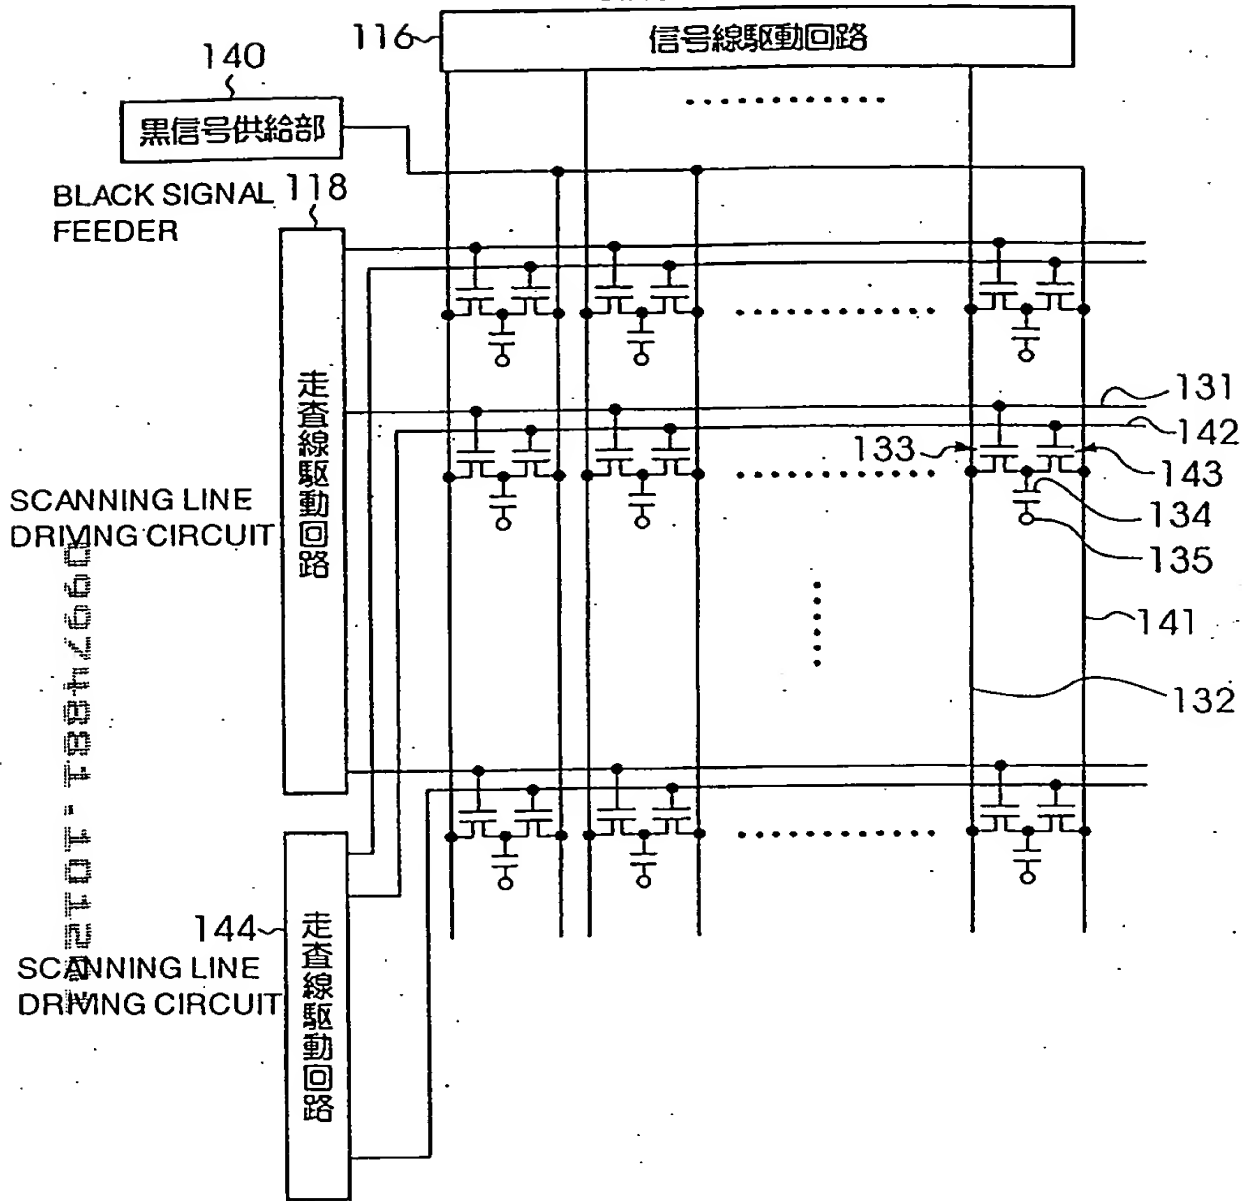 116
信号線駆動回路
140
黒信号供給部
BLACK SIGNAL
FEEDER
118
走査線駆動回路
131
142
133
143
134
135
SCANNING LINE
DRIVING CIRCUIT
141
132
144
走査線駆動回路
SCANNING LINE
DRIVING CIRCUIT